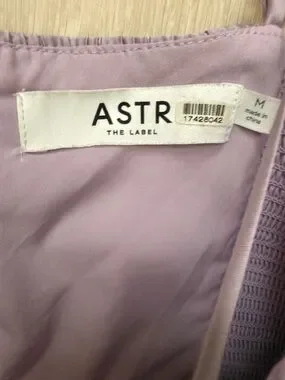 ASTR
THE LABEL
17428042
M
made in
china